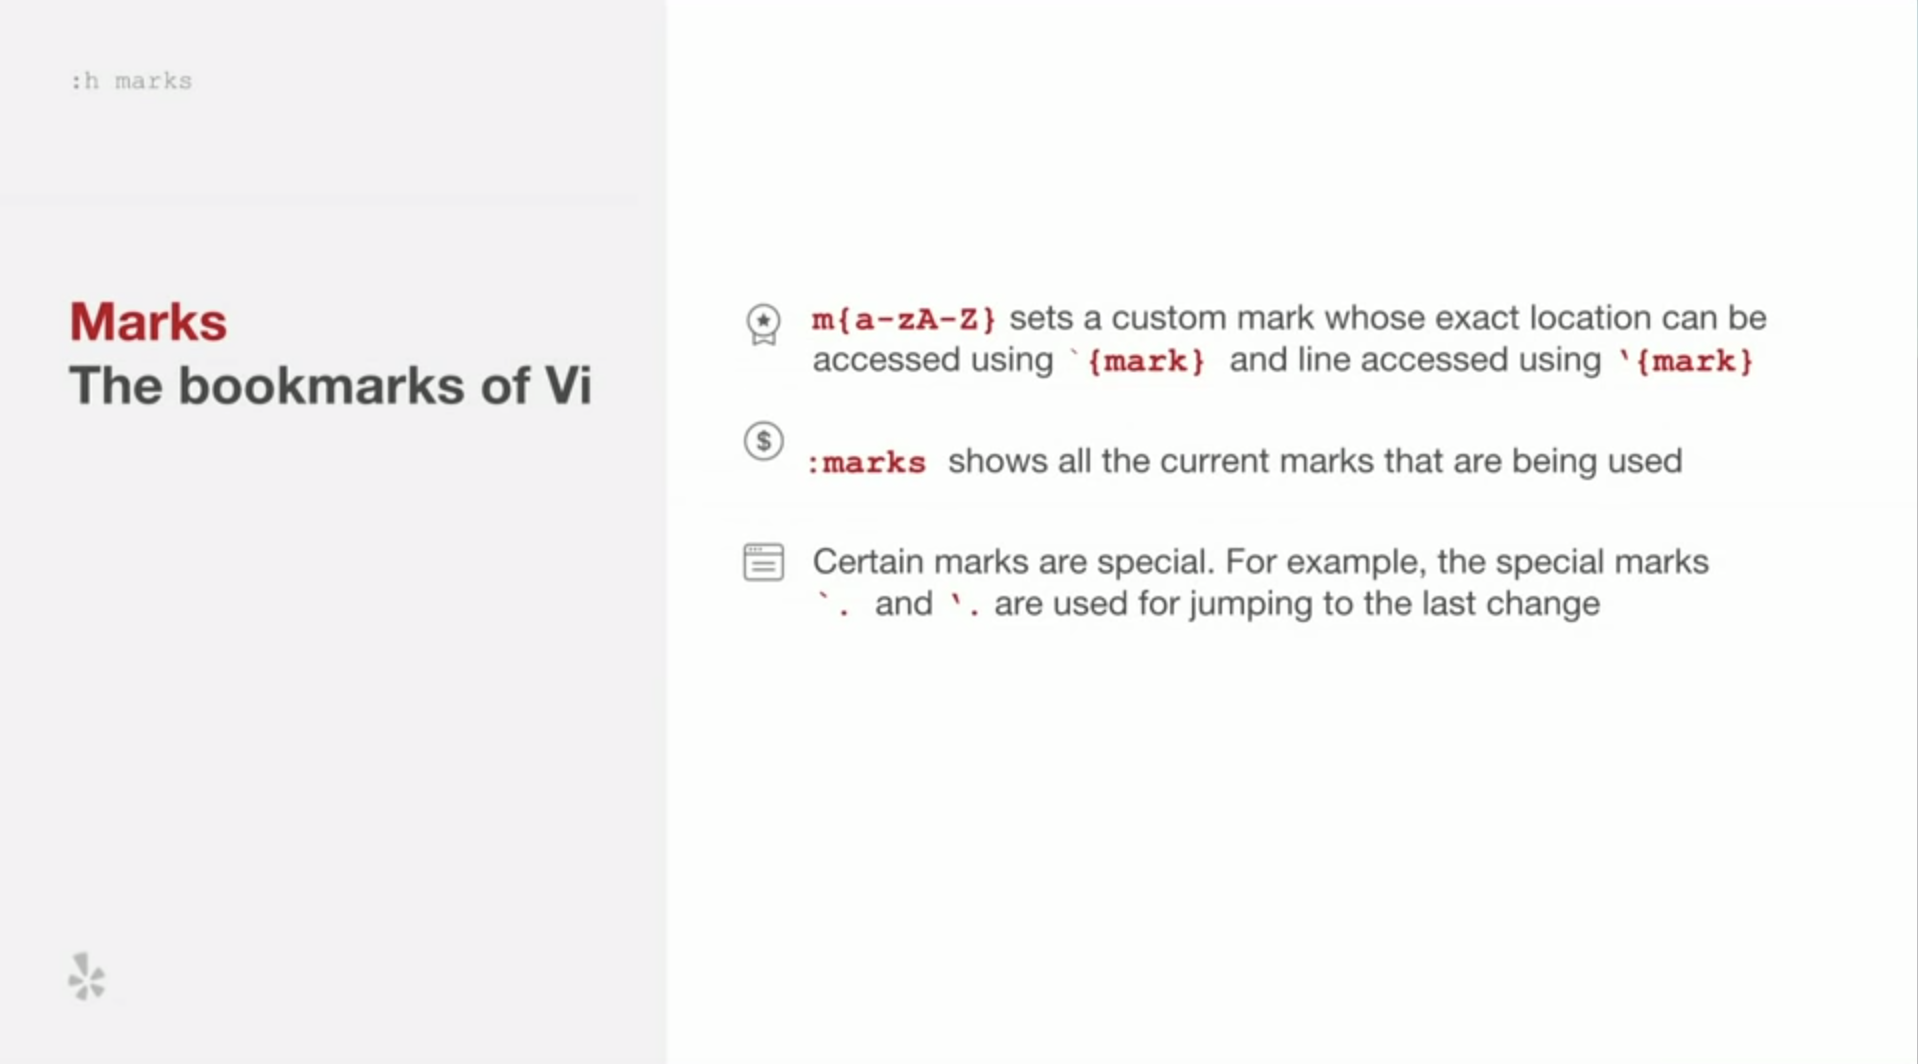 :h marks
Marks
The bookmarks of Vi
m{a-zA-Z} sets a custom mark whose exact location can be
accessed using `{mark} and line accessed using ‛{mark}
$
:marks shows all the current marks that are being used
Certain marks are special. For example, the special marks
`. and ‛. are used for jumping to the last change